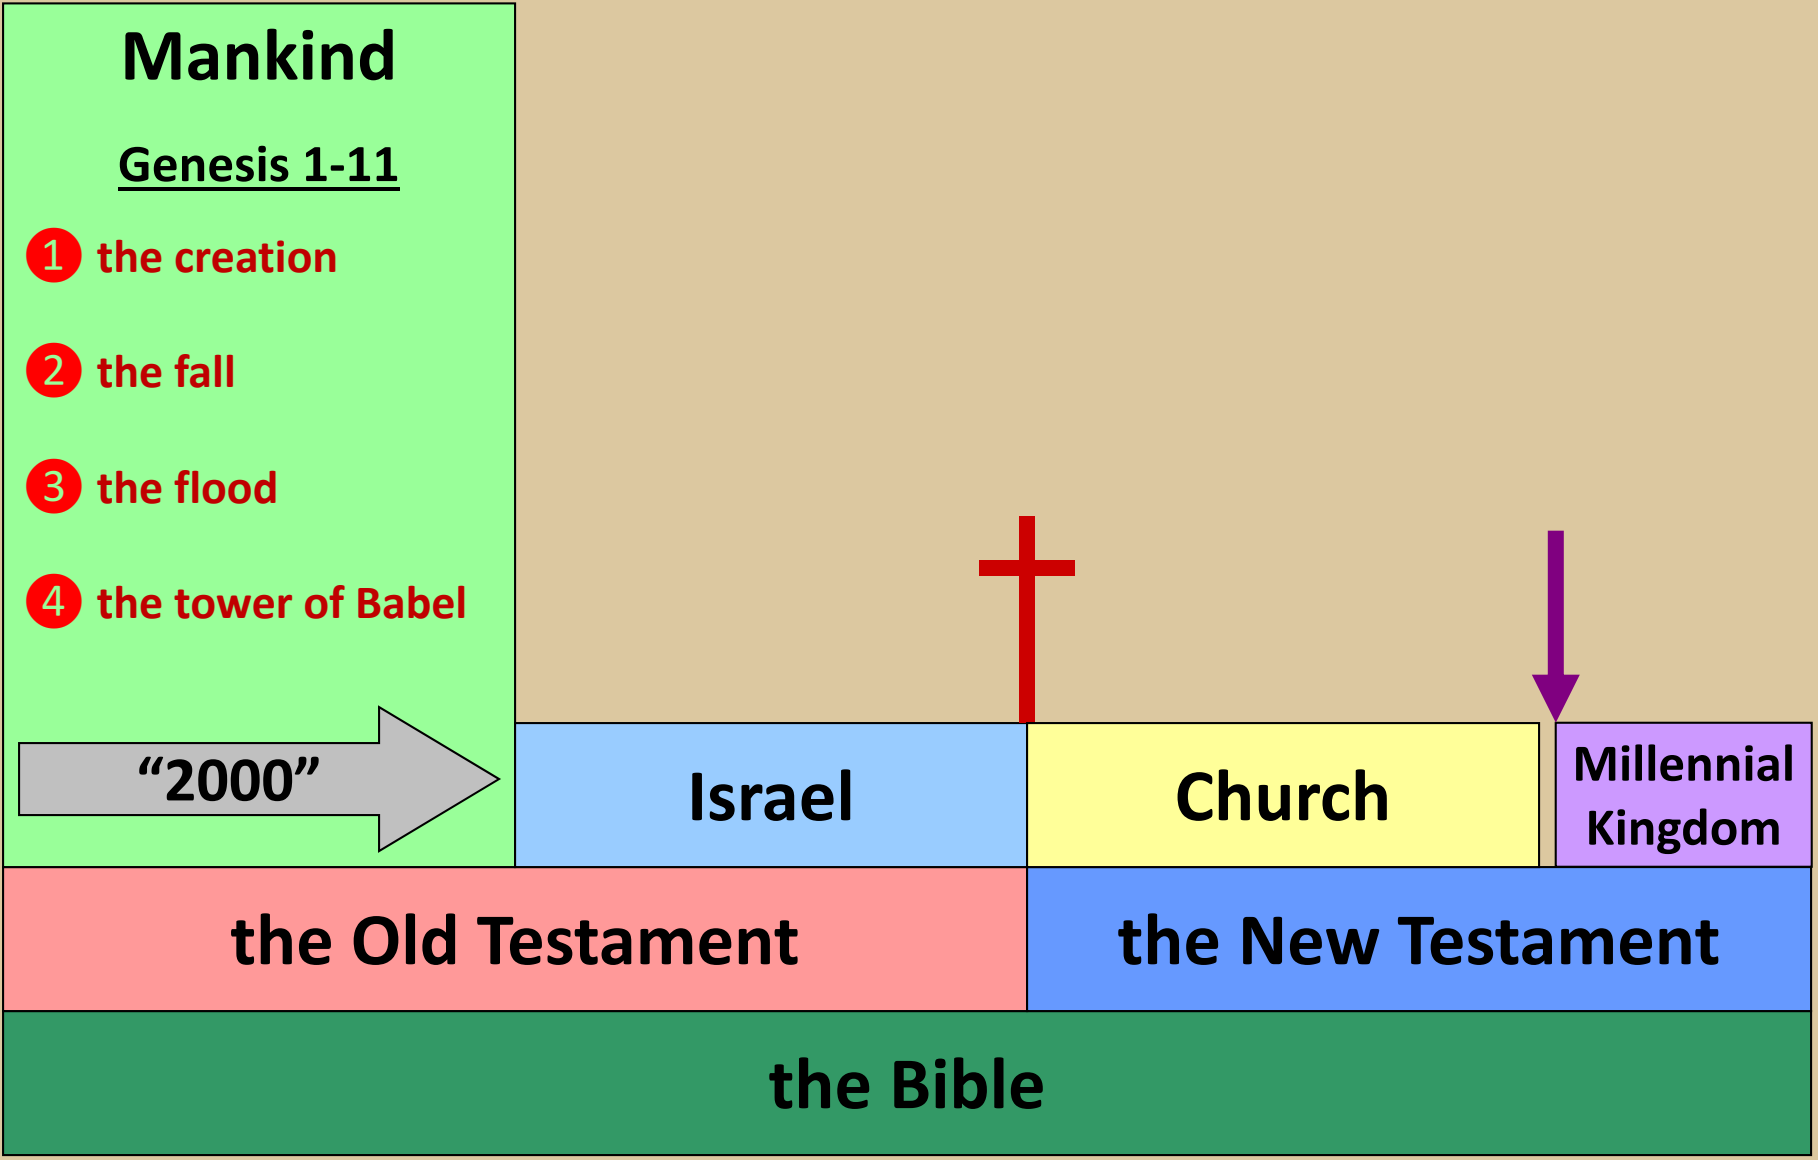 Mankind
Genesis 1-11
1 the creation
2 the fall
3 the flood
4 the tower of Babel
“2000”
Israel
Church
Millennial
Kingdom
the Old Testament
the New Testament
the Bible